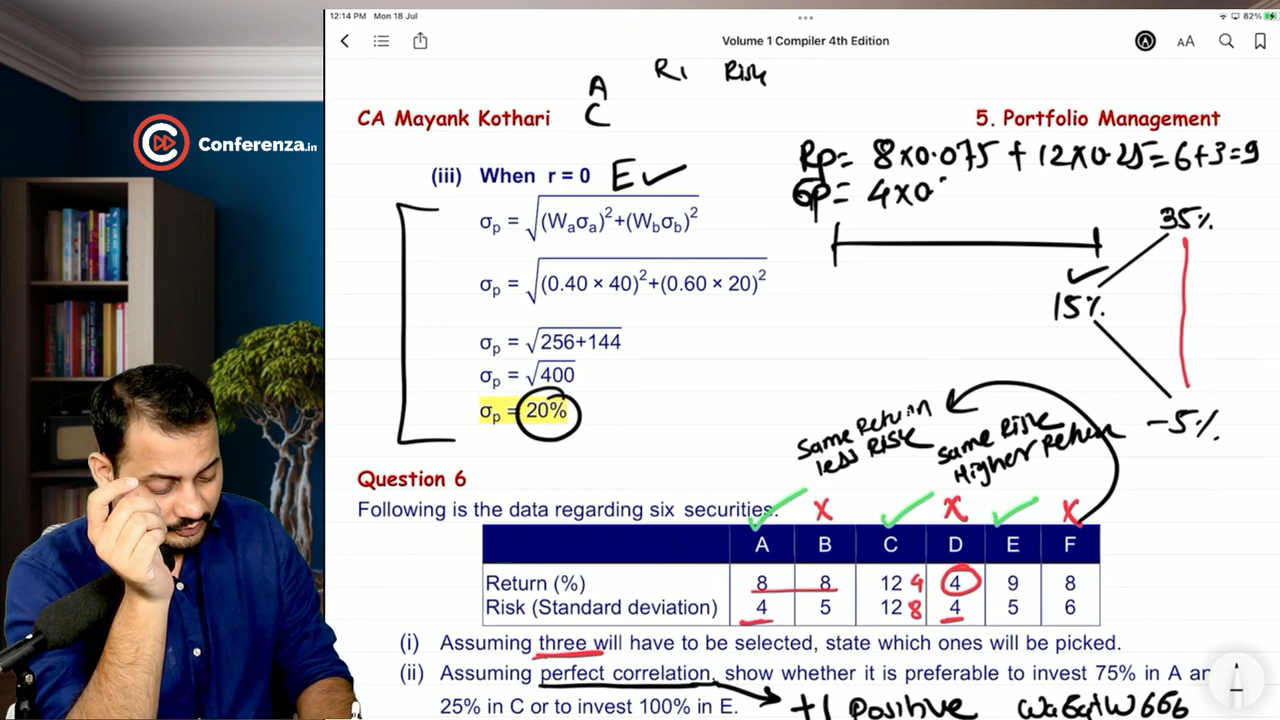 12:14 PM Mon 18 Jul
82%
Volume 1 Compiler 4th Edition
AA
A R1 Risk
C
CA Mayank Kothari
5. Portfolio Management
Conferenza.in
Rp= 8×0.075 + 12×0.25=6+3=9
σp= 4×0.
(iii) When r = 0 E✓
σp = √(Waσa)²+(Wbσb)²
35%
σp = √(0.40 × 40)²+(0.60 × 20)²
15%
σp = √256+144
σp = √400
σp = 20%
-5%
Same Return
less Risk
Same Risk
Higher Return
Question 6
Following is the data regarding six securities:
✓ × ✓ × ✓ ×
A B C D E F
Return (%) 8 8 12 4 4 9 8
Risk (Standard deviation) 4 5 12 8 4 5 6
(i) Assuming three will have to be selected, state which ones will be picked.
(ii) Assuming perfect correlation, show whether it is preferable to invest 75% in A an
25% in C or to invest 100% in E.
+1 Positive